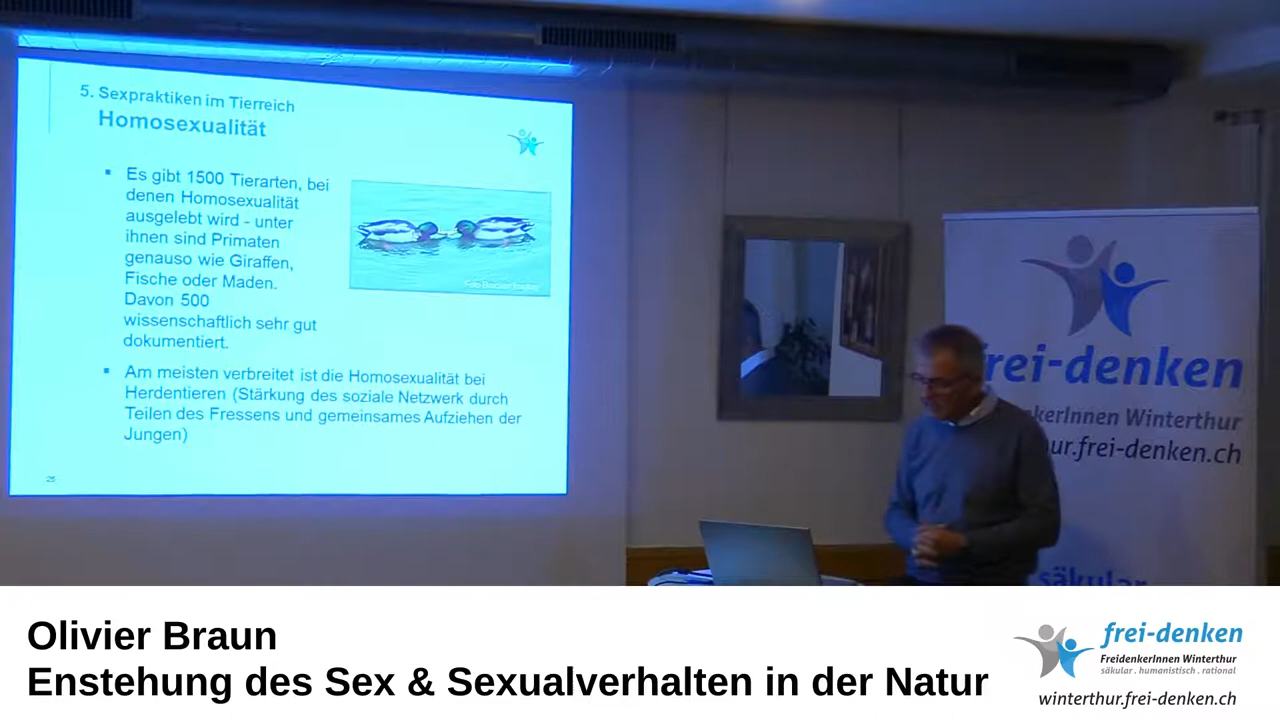 5. Sexpraktiken im Tierreich
Homosexualität
▪ Es gibt 1500 Tierarten, bei
denen Homosexualität
ausgelebt wird - unter
ihnen sind Primaten
genauso wie Giraffen,
Fische oder Maden.
Davon 500
wissenschaftlich sehr gut
dokumentiert.
▪ Am meisten verbreitet ist die Homosexualität bei
Herdentieren (Stärkung des soziale Netzwerk durch
Teilen des Fressens und gemeinsames Aufziehen der
Jungen)
frei-denken
nkerInnen Winterthur
hur.frei-denken.ch
säkular
Olivier Braun
Enstehung des Sex & Sexualverhalten in der Natur
frei-denken
FreidenkerInnen Winterthur
säkular . humanistisch . rational
winterthur.frei-denken.ch